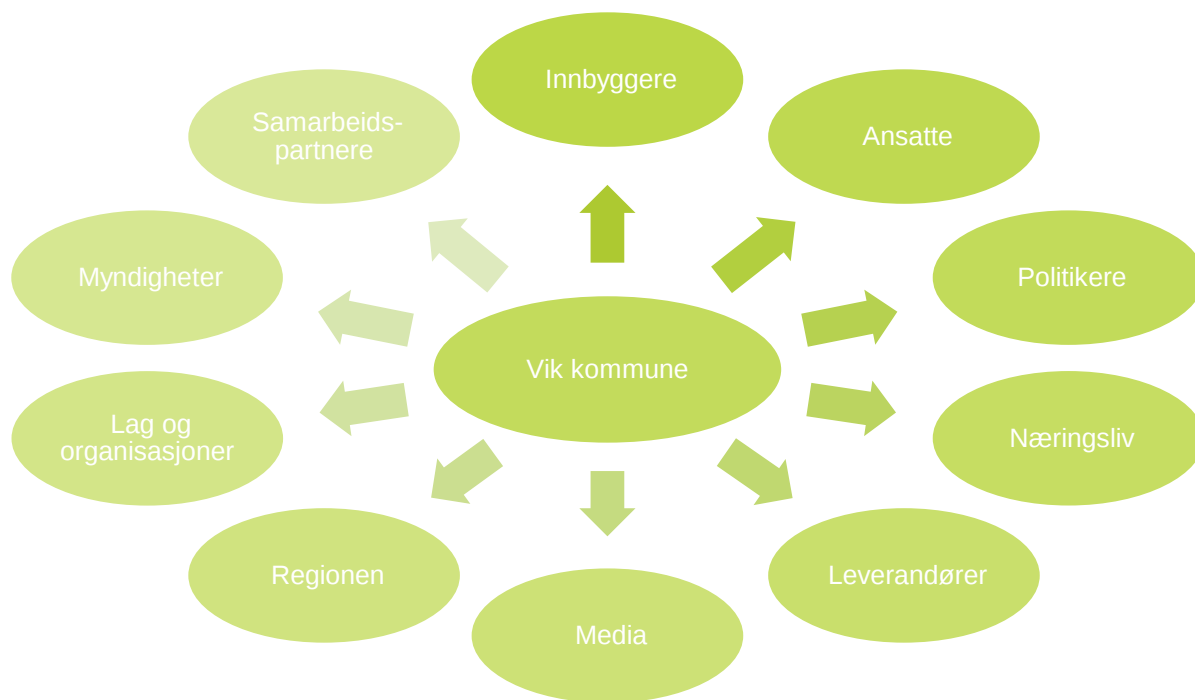 Innbyggere
Ansatte
Politikere
Næringsliv
Leverandører
Media
Regionen
Lag og
organisasjoner
Myndigheter
Samarbeids-
partnere
Vik kommune